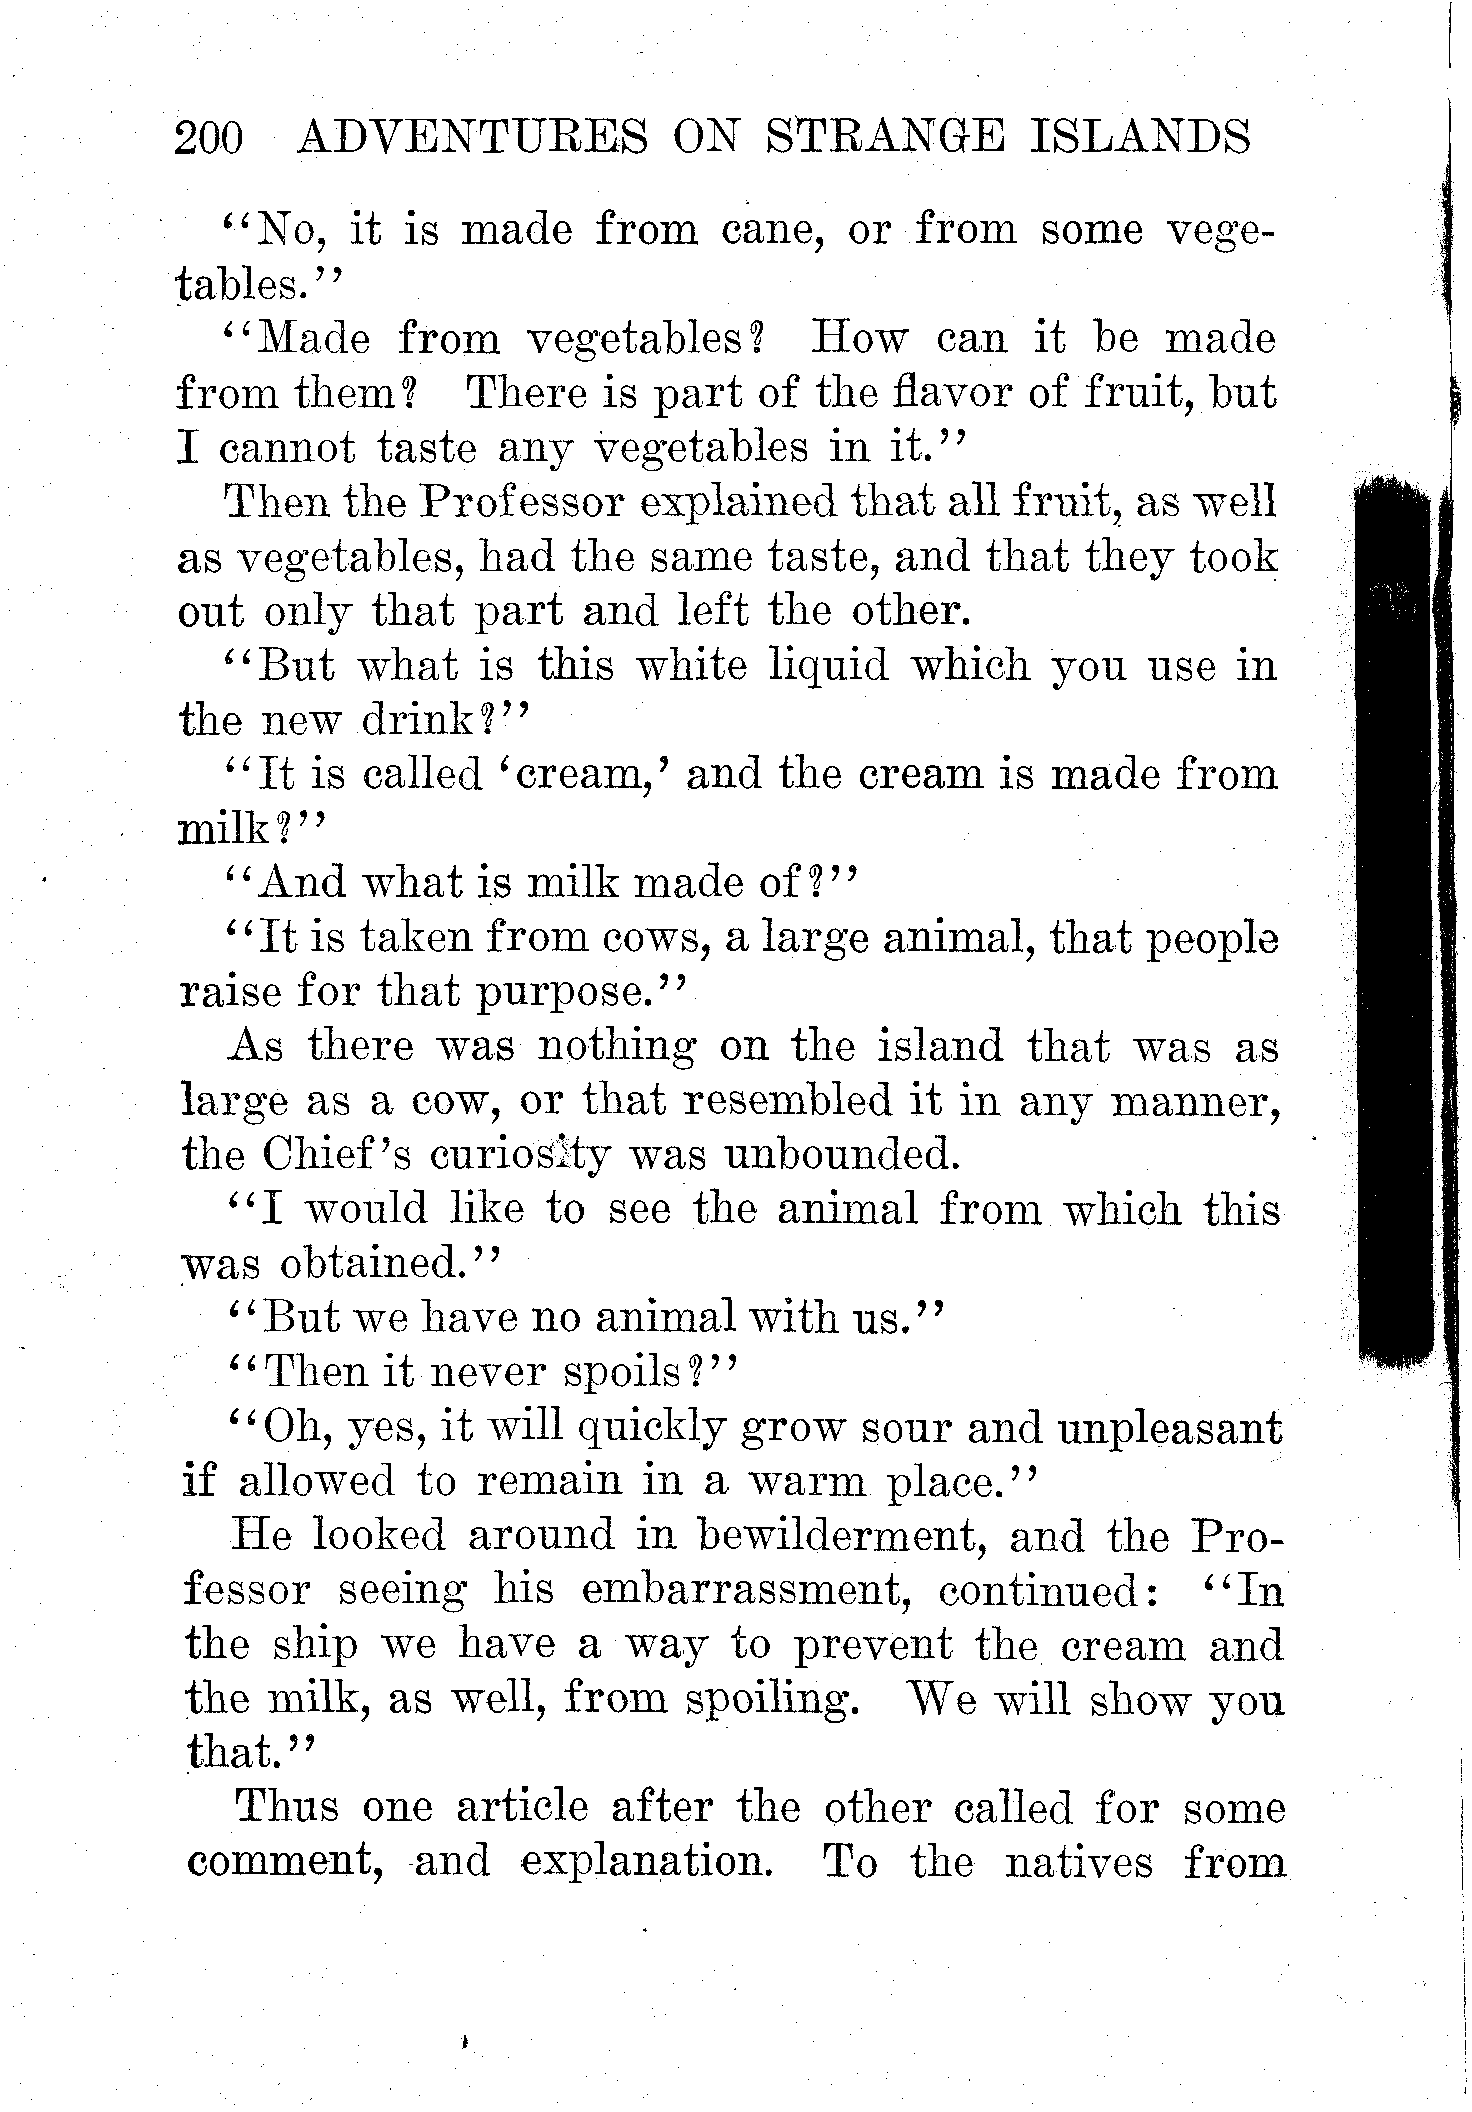 200 ADVENTURES ON STRANGE ISLANDS
"No, it is made from cane, or from some vege-
tables."
"Made from vegetables? How can it be made
from them? There is part of the flavor of fruit, but
I cannot taste any vegetables in it."
Then the Professor explained that all fruit, as well
as vegetables, had the same taste, and that they took
out only that part and left the other.
"But what is this white liquid which you use in
the new drink?"
"It is called 'cream,' and the cream is made from
milk?"
"And what is milk made of?"
"It is taken from cows, a large animal, that people
raise for that purpose."
As there was nothing on the island that was as
large as a cow, or that resembled it in any manner,
the Chief's curiosity was unbounded.
"I would like to see the animal from which this
was obtained."
"But we have no animal with us."
"Then it never spoils?"
"Oh, yes, it will quickly grow sour and unpleasant
if allowed to remain in a warm place."
He looked around in bewilderment, and the Pro-
fessor seeing his embarrassment, continued: "In
the ship we have a way to prevent the cream and
the milk, as well, from spoiling. We will show you
that."
Thus one article after the other called for some
comment, and explanation. To the natives from